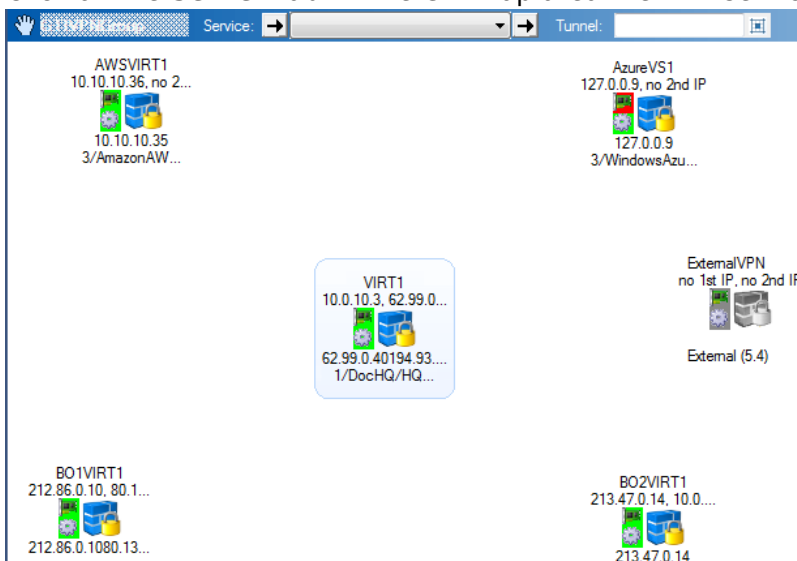 Service:
Tunnel:
AWSVIRT1
10.10.10.36, no 2...
10.10.10.35
3/AmazonAW...
AzureVS1
127.0.0.9, no 2nd IP
127.0.0.9
3/WindowsAzu...
VIRT1
10.0.10.3, 62.99.0...
62.99.0.40194.93....
1/DocHQ/HQ...
ExternalVPN
no 1st IP, no 2nd IP
External (5.4)
BO1VIRT1
212.86.0.10, 80.1...
212.86.0.1080.13...
BO2VIRT1
213.47.0.14, 10.0....
213.47.0.14